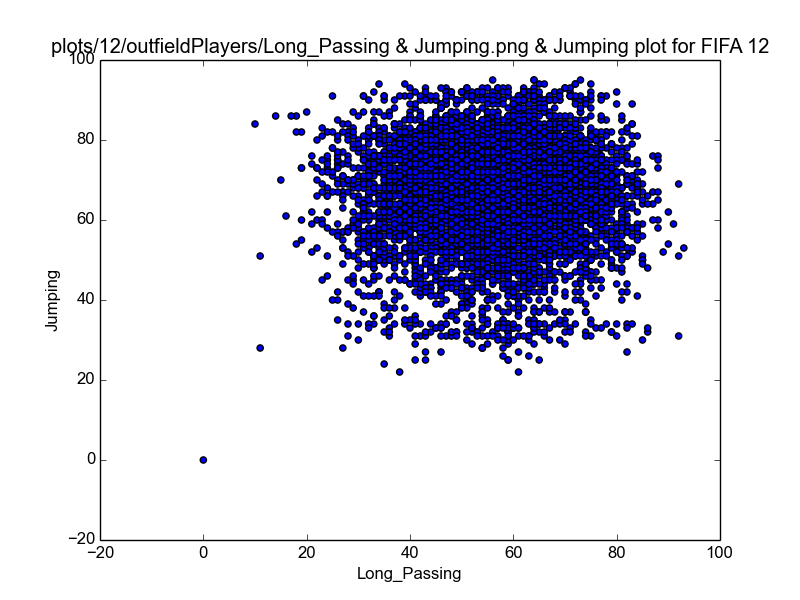 plots/12/outfieldPlayers/Long_Passing & Jumping.png & Jumping plot for FIFA 12
100
80
60
40
20
0
−20
Jumping
−20 0 20 40 60 80 100
Long_Passing